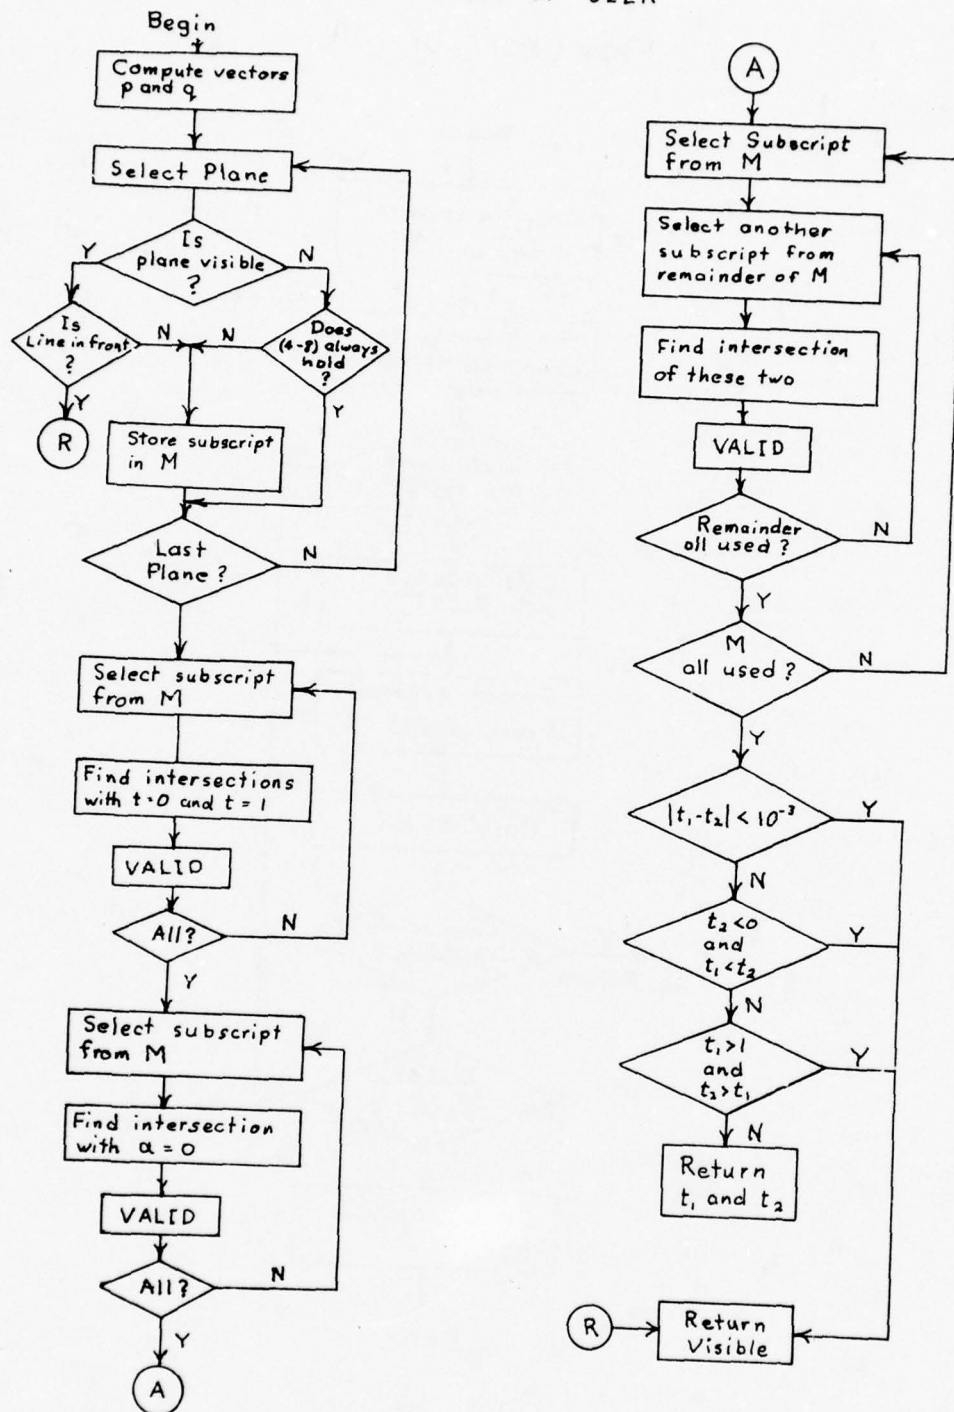 Begin
Compute vectors
p and q
Select Plane
Is
plane visible
?
Y
N
Is
Line in front
?
N
N
Does
(4-8) always
hold
?
Y
Y
R
Store subscript
in M
Last
Plane?
N
Select subscript
from M
Find intersections
with t=0 and t=1
VALID
All?
N
Y
Select subscript
from M
Find intersection
with α=0
VALID
All?
N
Y
A
A
Select Subscript
from M
Select another
subscript from
remainder of M
Find intersection
of these two
VALID
Remainder
all used?
N
Y
M
all used?
N
Y
|t₁-t₂|<10⁻³
Y
N
t₂<0
and
t₁<t₂
Y
N
t₁>1
and
t₂>t₁
Y
N
Return
t₁ and t₂
R
Return
Visible